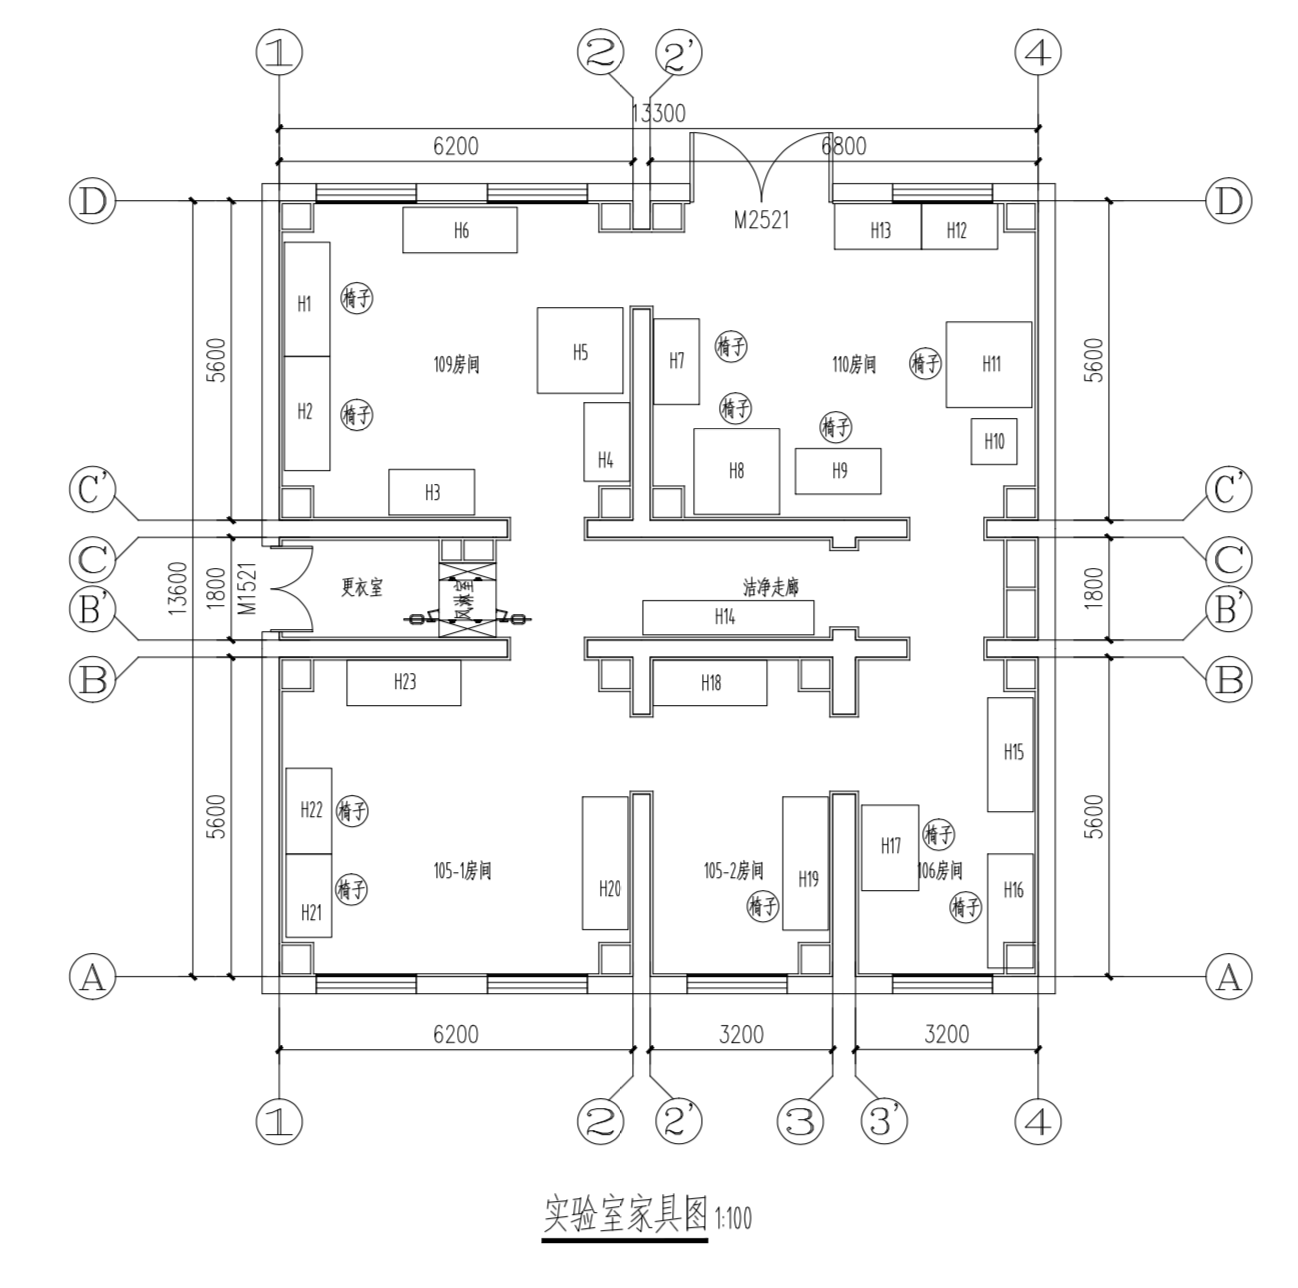 1 2 2' 4
13300
6200 6800
D D
M2521
H6 H13 H12
H1 椅子
H5 H7 椅子 椅子 H11
5600 109房间 110房间 5600
H2 椅子 椅子 椅子
H4 H8 H9 H10
H3
C' C'
C C
13600 1800 M1521 更衣室 风淋室 洁净走廊 1800
B' H14 B'
B H23 H18 B
H15
H22 椅子 椅子
5600 H17 5600
105-1房间 105-2房间 106房间
椅子 H20 H19 H16
H21 椅子 椅子
A A
6200 3200 3200
1 2 2' 3 3' 4
实验室家具图 1:100